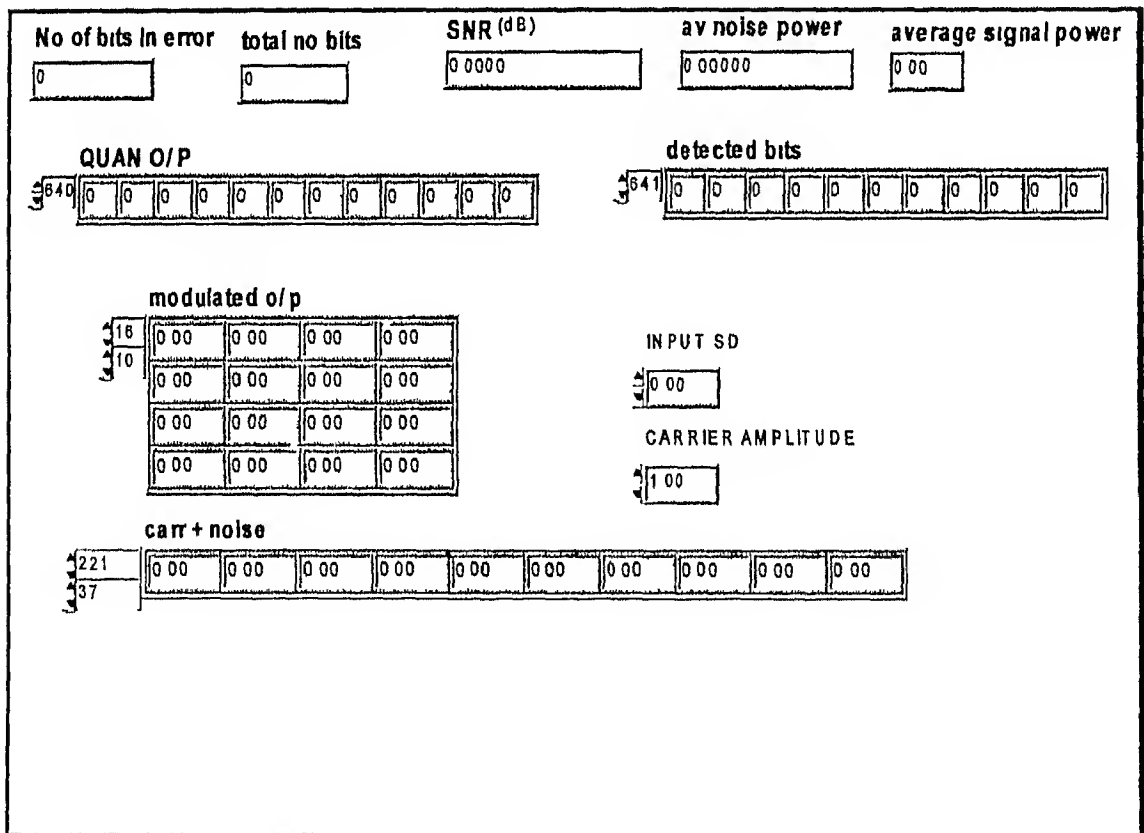 No of bits in error total no bits SNR (dB) av noise power average signal power
0 0 0 0000 0 00000 0 00
QUAN O/P detected bits
640 0 0 0 0 0 0 0 0 0 0 0 0 641 0 0 0 0 0 0 0 0 0 0
modulated o/p
16 0 00 0 00 0 00 0 00
10
0 00 0 00 0 00 0 00
0 00 0 00 0 00 0 00
0 00 0 00 0 00 0 00
INPUT SD
0 00
CARRIER AMPLITUDE
1 00
carr + noise
221 0 00 0 00 0 00 0 00 0 00 0 00 0 00 0 00 0 00 0 00
37